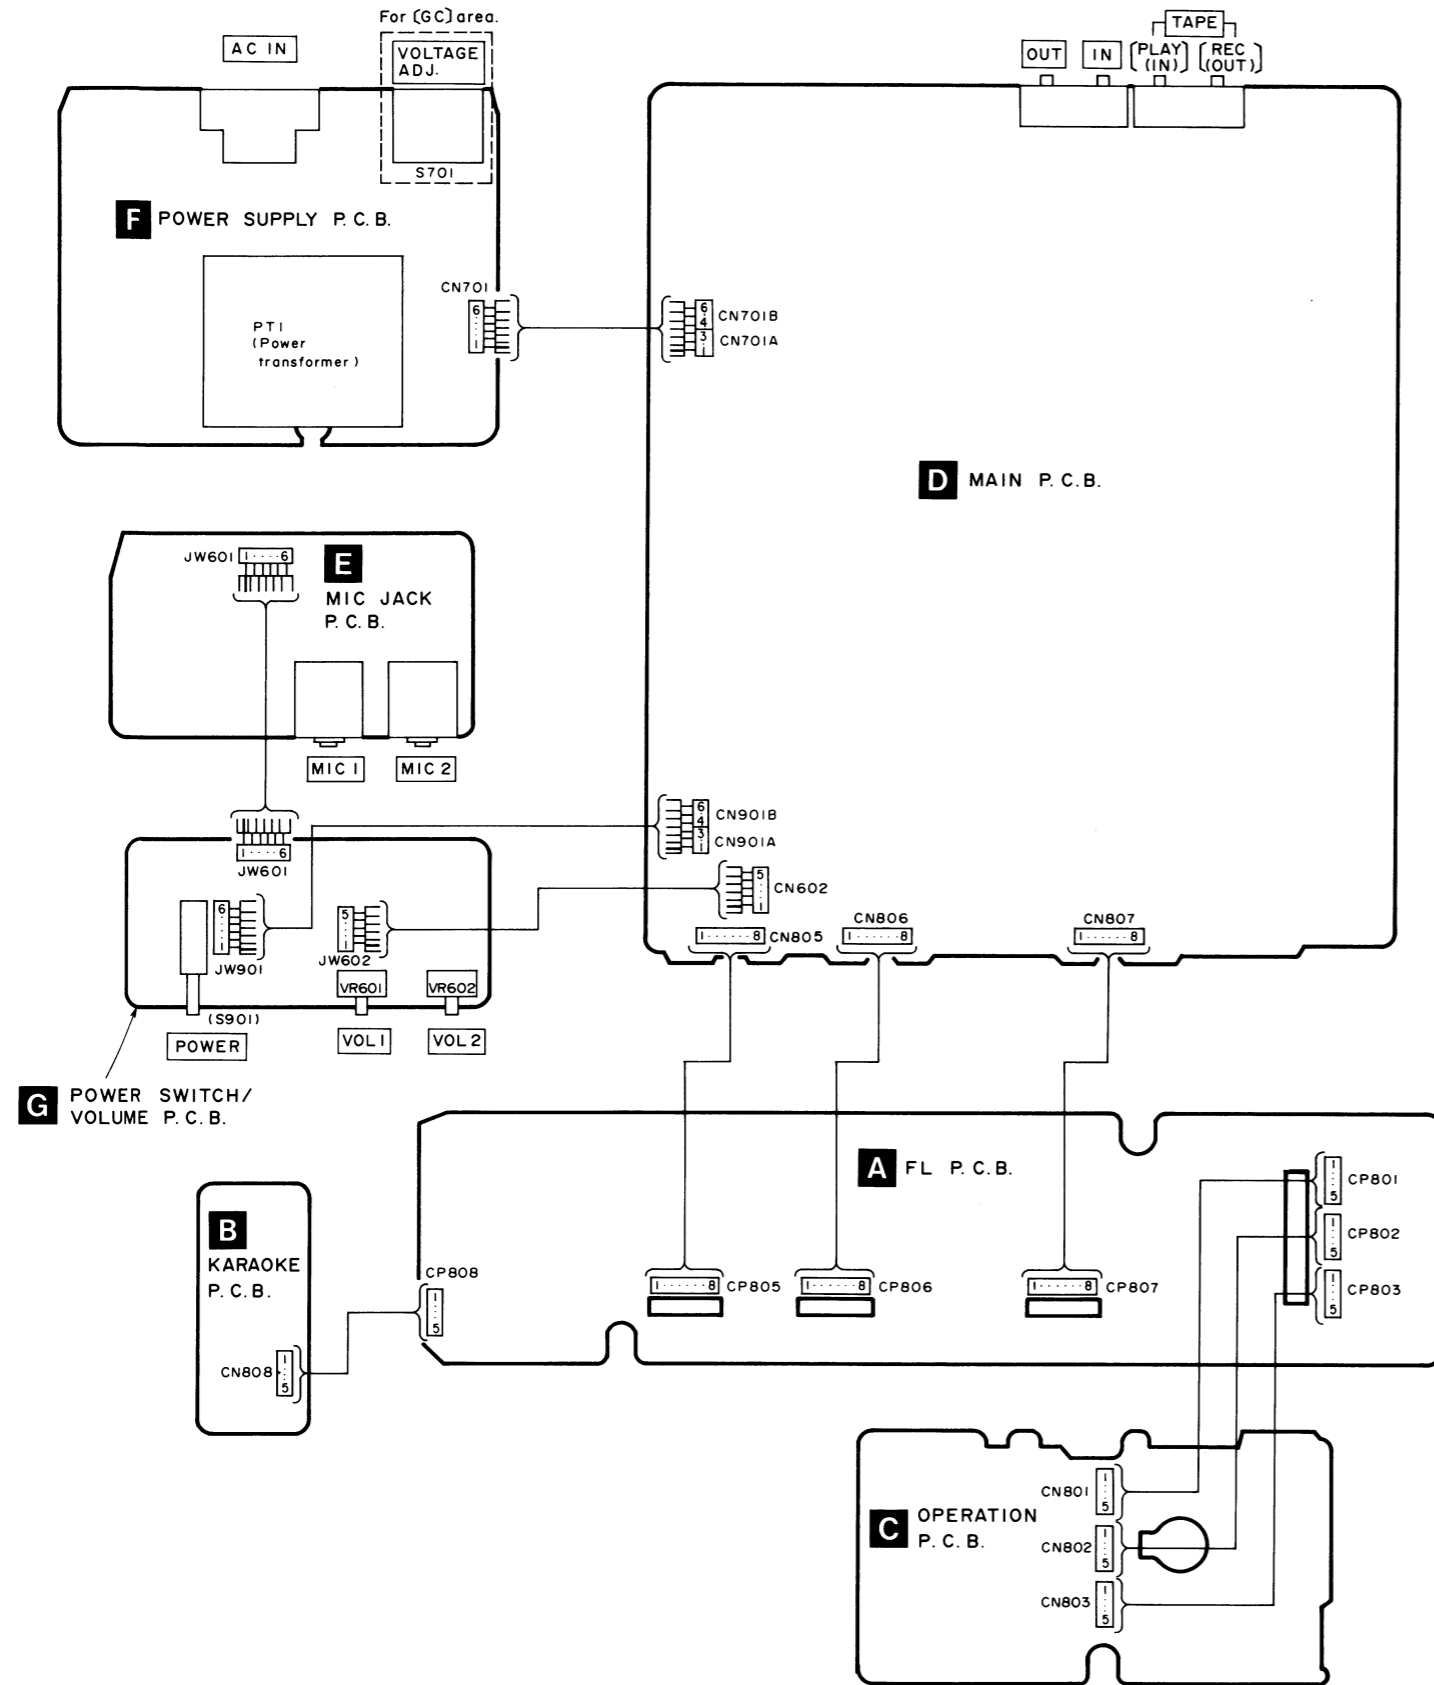 For [GC] area.
AC IN
VOLTAGE
ADJ.
S701
F POWER SUPPLY P.C.B.
PT1
(Power
transformer)
CN701
6
1
TAPE
OUT
IN
[PLAY (IN)]
[REC (OUT)]
6
4
3
1
CN701B
CN701A
D MAIN P.C.B.
JW601
1 ···· 6
E
MIC JACK
P.C.B.
MIC 1
MIC 2
1 ···· 6
JW601
6
1
JW901
5
1
JW602
VR601
VR602
(S901)
POWER
VOL 1
VOL 2
G POWER SWITCH/
VOLUME P.C.B.
6
4
3
1
CN901B
CN901A
5
1
CN602
1 ······ 8 CN805
CN806
1 ······ 8
CN807
1 ······ 8
A FL P.C.B.
1
5
CP801
1
5
CP802
1
5
CP803
B
KARAOKE
P.C.B.
CN808
1
5
CP808
1
5
1 ······ 8 CP805
1 ······ 8 CP806
1 ······ 8 CP807
C OPERATION
P.C.B.
CN801
1
5
CN802
1
5
CN803
1
5